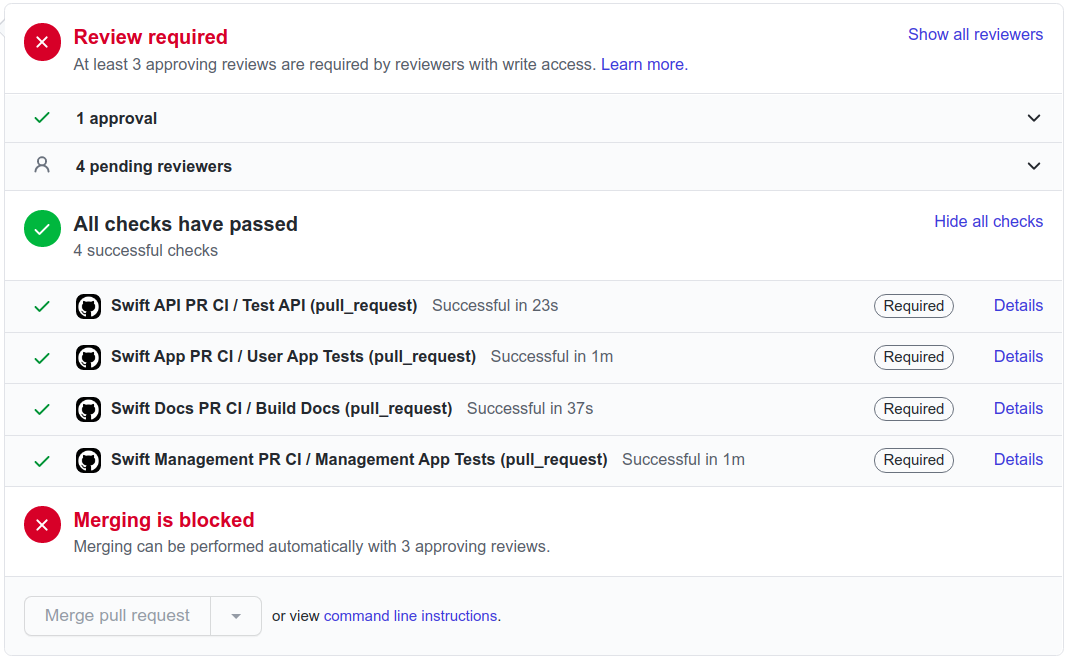 Review required
Show all reviewers
At least 3 approving reviews are required by reviewers with write access. Learn more.
1 approval
4 pending reviewers
All checks have passed
Hide all checks
4 successful checks
Swift API PR CI / Test API (pull_request) Successful in 23s Required Details
Swift App PR CI / User App Tests (pull_request) Successful in 1m Required Details
Swift Docs PR CI / Build Docs (pull_request) Successful in 37s Required Details
Swift Management PR CI / Management App Tests (pull_request) Successful in 1m Required Details
Merging is blocked
Merging can be performed automatically with 3 approving reviews.
Merge pull request or view command line instructions.